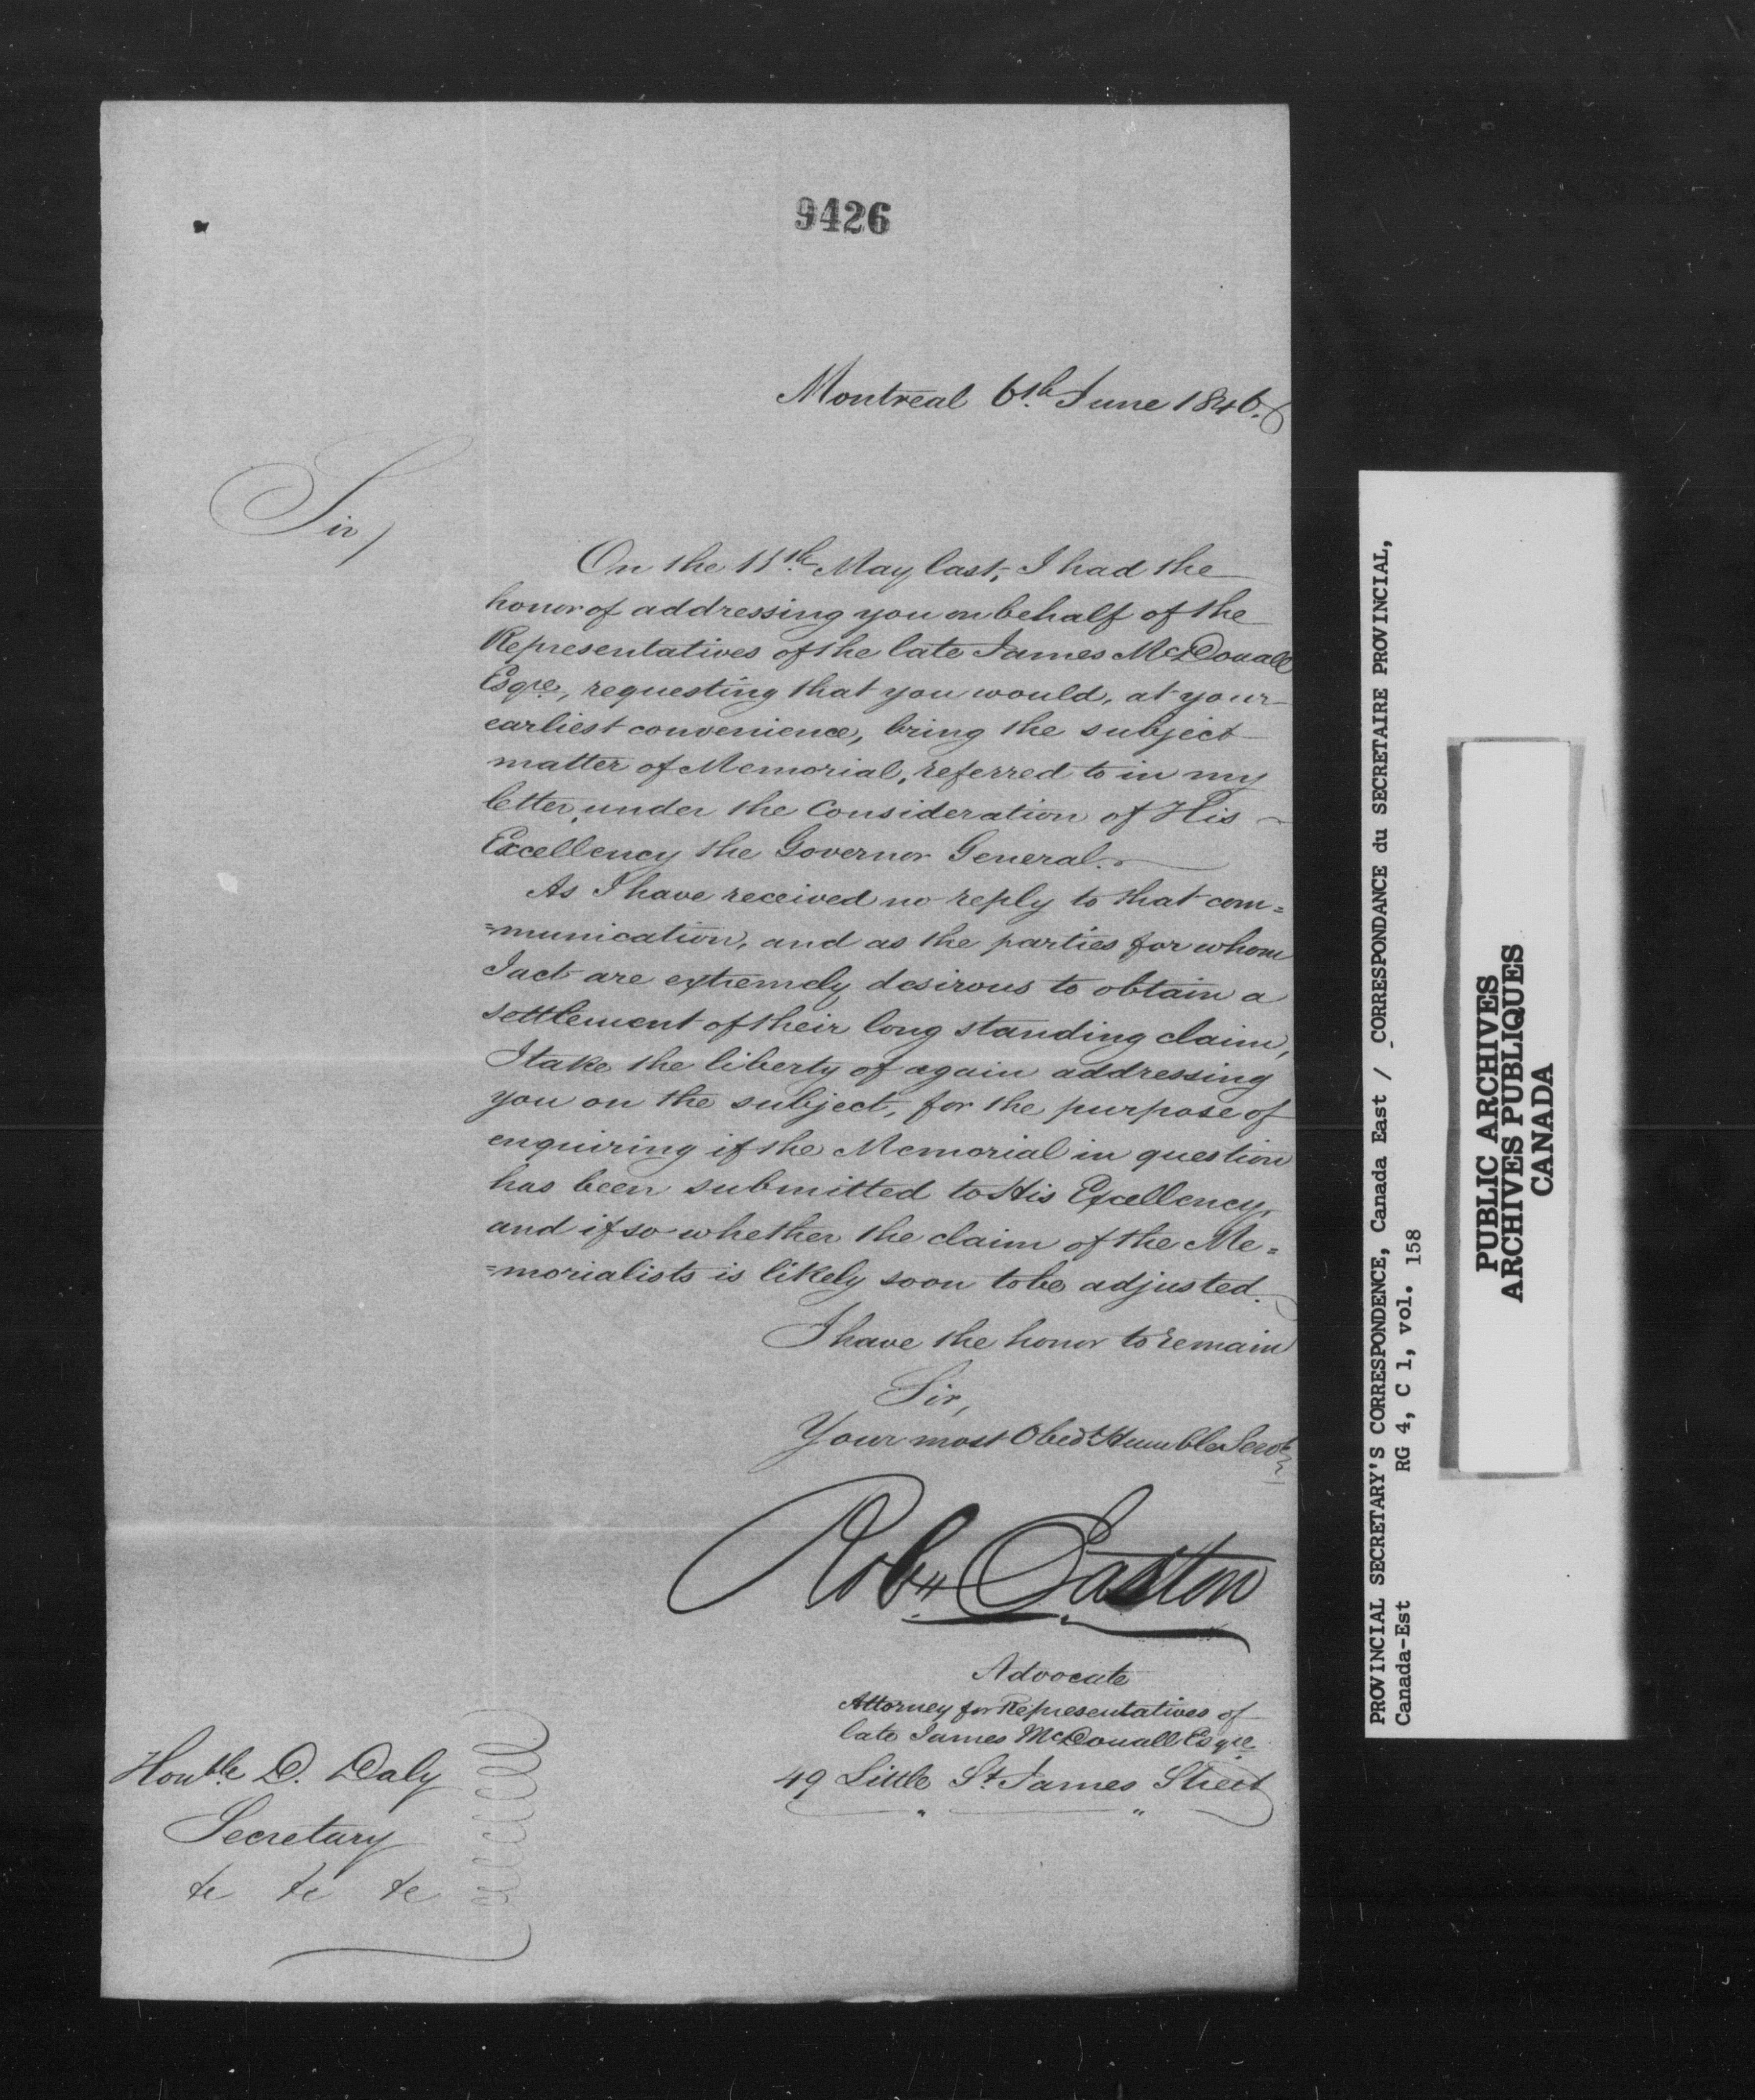 9426
Montreal 6th June 1846.
Sir,
On the 11th May last, I had the
honor of addressing you on behalf of the
Representatives of the late James McDouall
Esqre, requesting that you would, at your
earliest convenience, bring the subject
matter of Memorial, referred to in my
letter, under the Consideration of His
Excellency the Governor General.
As I have received no reply to that com=
=munication, and as the parties for whom
I act are extremely desirous to obtain a
settlement of their long standing claim,
I take the liberty of again addressing
you on the subject, for the purpose of
enquiring if the Memorial in question
has been submitted to His Excellency,
and if so whether the claim of the Me=
=morialists is likely soon to be adjusted.
I have the honor to remain
Sir,
Your most Obedt Humble Servt
Robt Easton
Advocate
Attorney for Representatives of
late James McDouall Esqre
49 Little St James Street
Honble D. Daly
Secretary
&c &c &c
PROVINCIAL SECRETARY'S CORRESPONDENCE, Canada East / CORRESPONDANCE du SECRETAIRE PROVINCIAL,
Canada-Est RG 4, C 1, vol. 158
PUBLIC ARCHIVES
ARCHIVES PUBLIQUES
CANADA